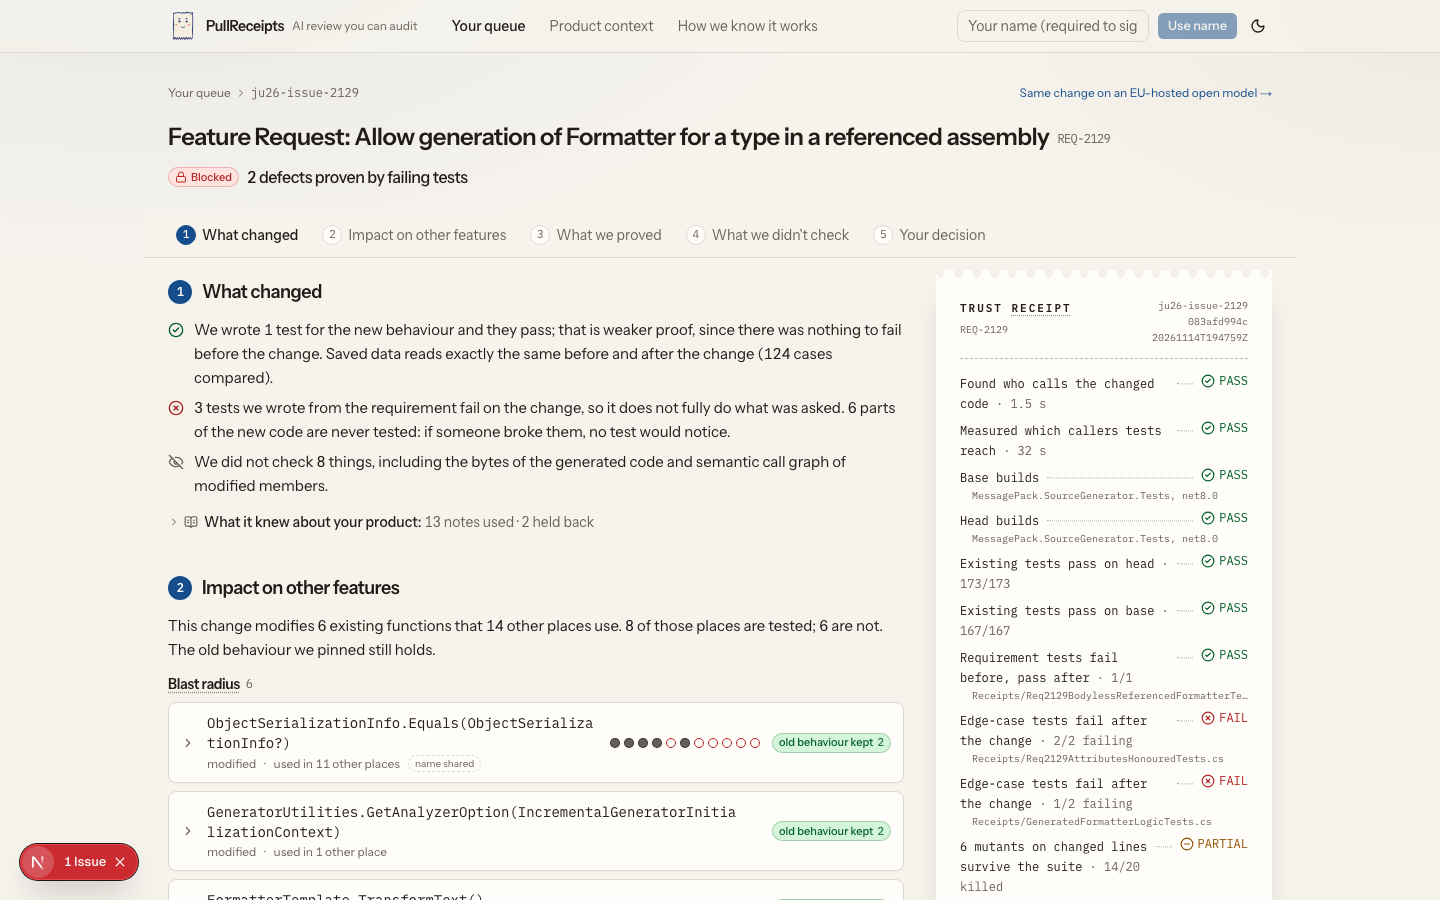 PullReceipts AI review you can audit Your queue Product context How we know it works Your name (required to sig Use name
Your queue > ju26-issue-2129 Same change on an EU-hosted open model →
Feature Request: Allow generation of Formatter for a type in a referenced assembly REQ-2129
Blocked 2 defects proven by failing tests
1 What changed 2 Impact on other features 3 What we proved 4 What we didn't check 5 Your decision
1 What changed
We wrote 1 test for the new behaviour and they pass; that is weaker proof, since there was nothing to fail
before the change. Saved data reads exactly the same before and after the change (124 cases
compared).
3 tests we wrote from the requirement fail on the change, so it does not fully do what was asked. 6 parts
of the new code are never tested: if someone broke them, no test would notice.
We did not check 8 things, including the bytes of the generated code and semantic call graph of
modified members.
What it knew about your product: 13 notes used · 2 held back
2 Impact on other features
This change modifies 6 existing functions that 14 other places use. 8 of those places are tested; 6 are not.
The old behaviour we pinned still holds.
Blast radius 6
ObjectSerializationInfo.Equals(ObjectSerializa
tionInfo?)
old behaviour kept 2
modified · used in 11 other places name shared
GeneratorUtilities.GetAnalyzerOption(IncrementalGeneratorInitia
lizationContext)
old behaviour kept 2
modified · used in 1 other place
FormatterTemplate.TransformText()
N 1 Issue
TRUST RECEIPT
REQ-2129
ju26-issue-2129
083afd994c
20261114T194759Z
Found who calls the changed PASS
code · 1.5 s
Measured which callers tests PASS
reach · 32 s
Base builds PASS
MessagePack.SourceGenerator.Tests, net8.0
Head builds PASS
MessagePack.SourceGenerator.Tests, net8.0
Existing tests pass on head · PASS
173/173
Existing tests pass on base · PASS
167/167
Requirement tests fail PASS
before, pass after · 1/1
Receipts/Req2129BodylessReferencedFormatterTe…
Edge-case tests fail after FAIL
the change · 2/2 failing
Receipts/Req2129AttributesHonouredTests.cs
Edge-case tests fail after FAIL
the change · 1/2 failing
Receipts/GeneratedFormatterLogicTests.cs
6 mutants on changed lines PARTIAL
survive the suite · 14/20
killed